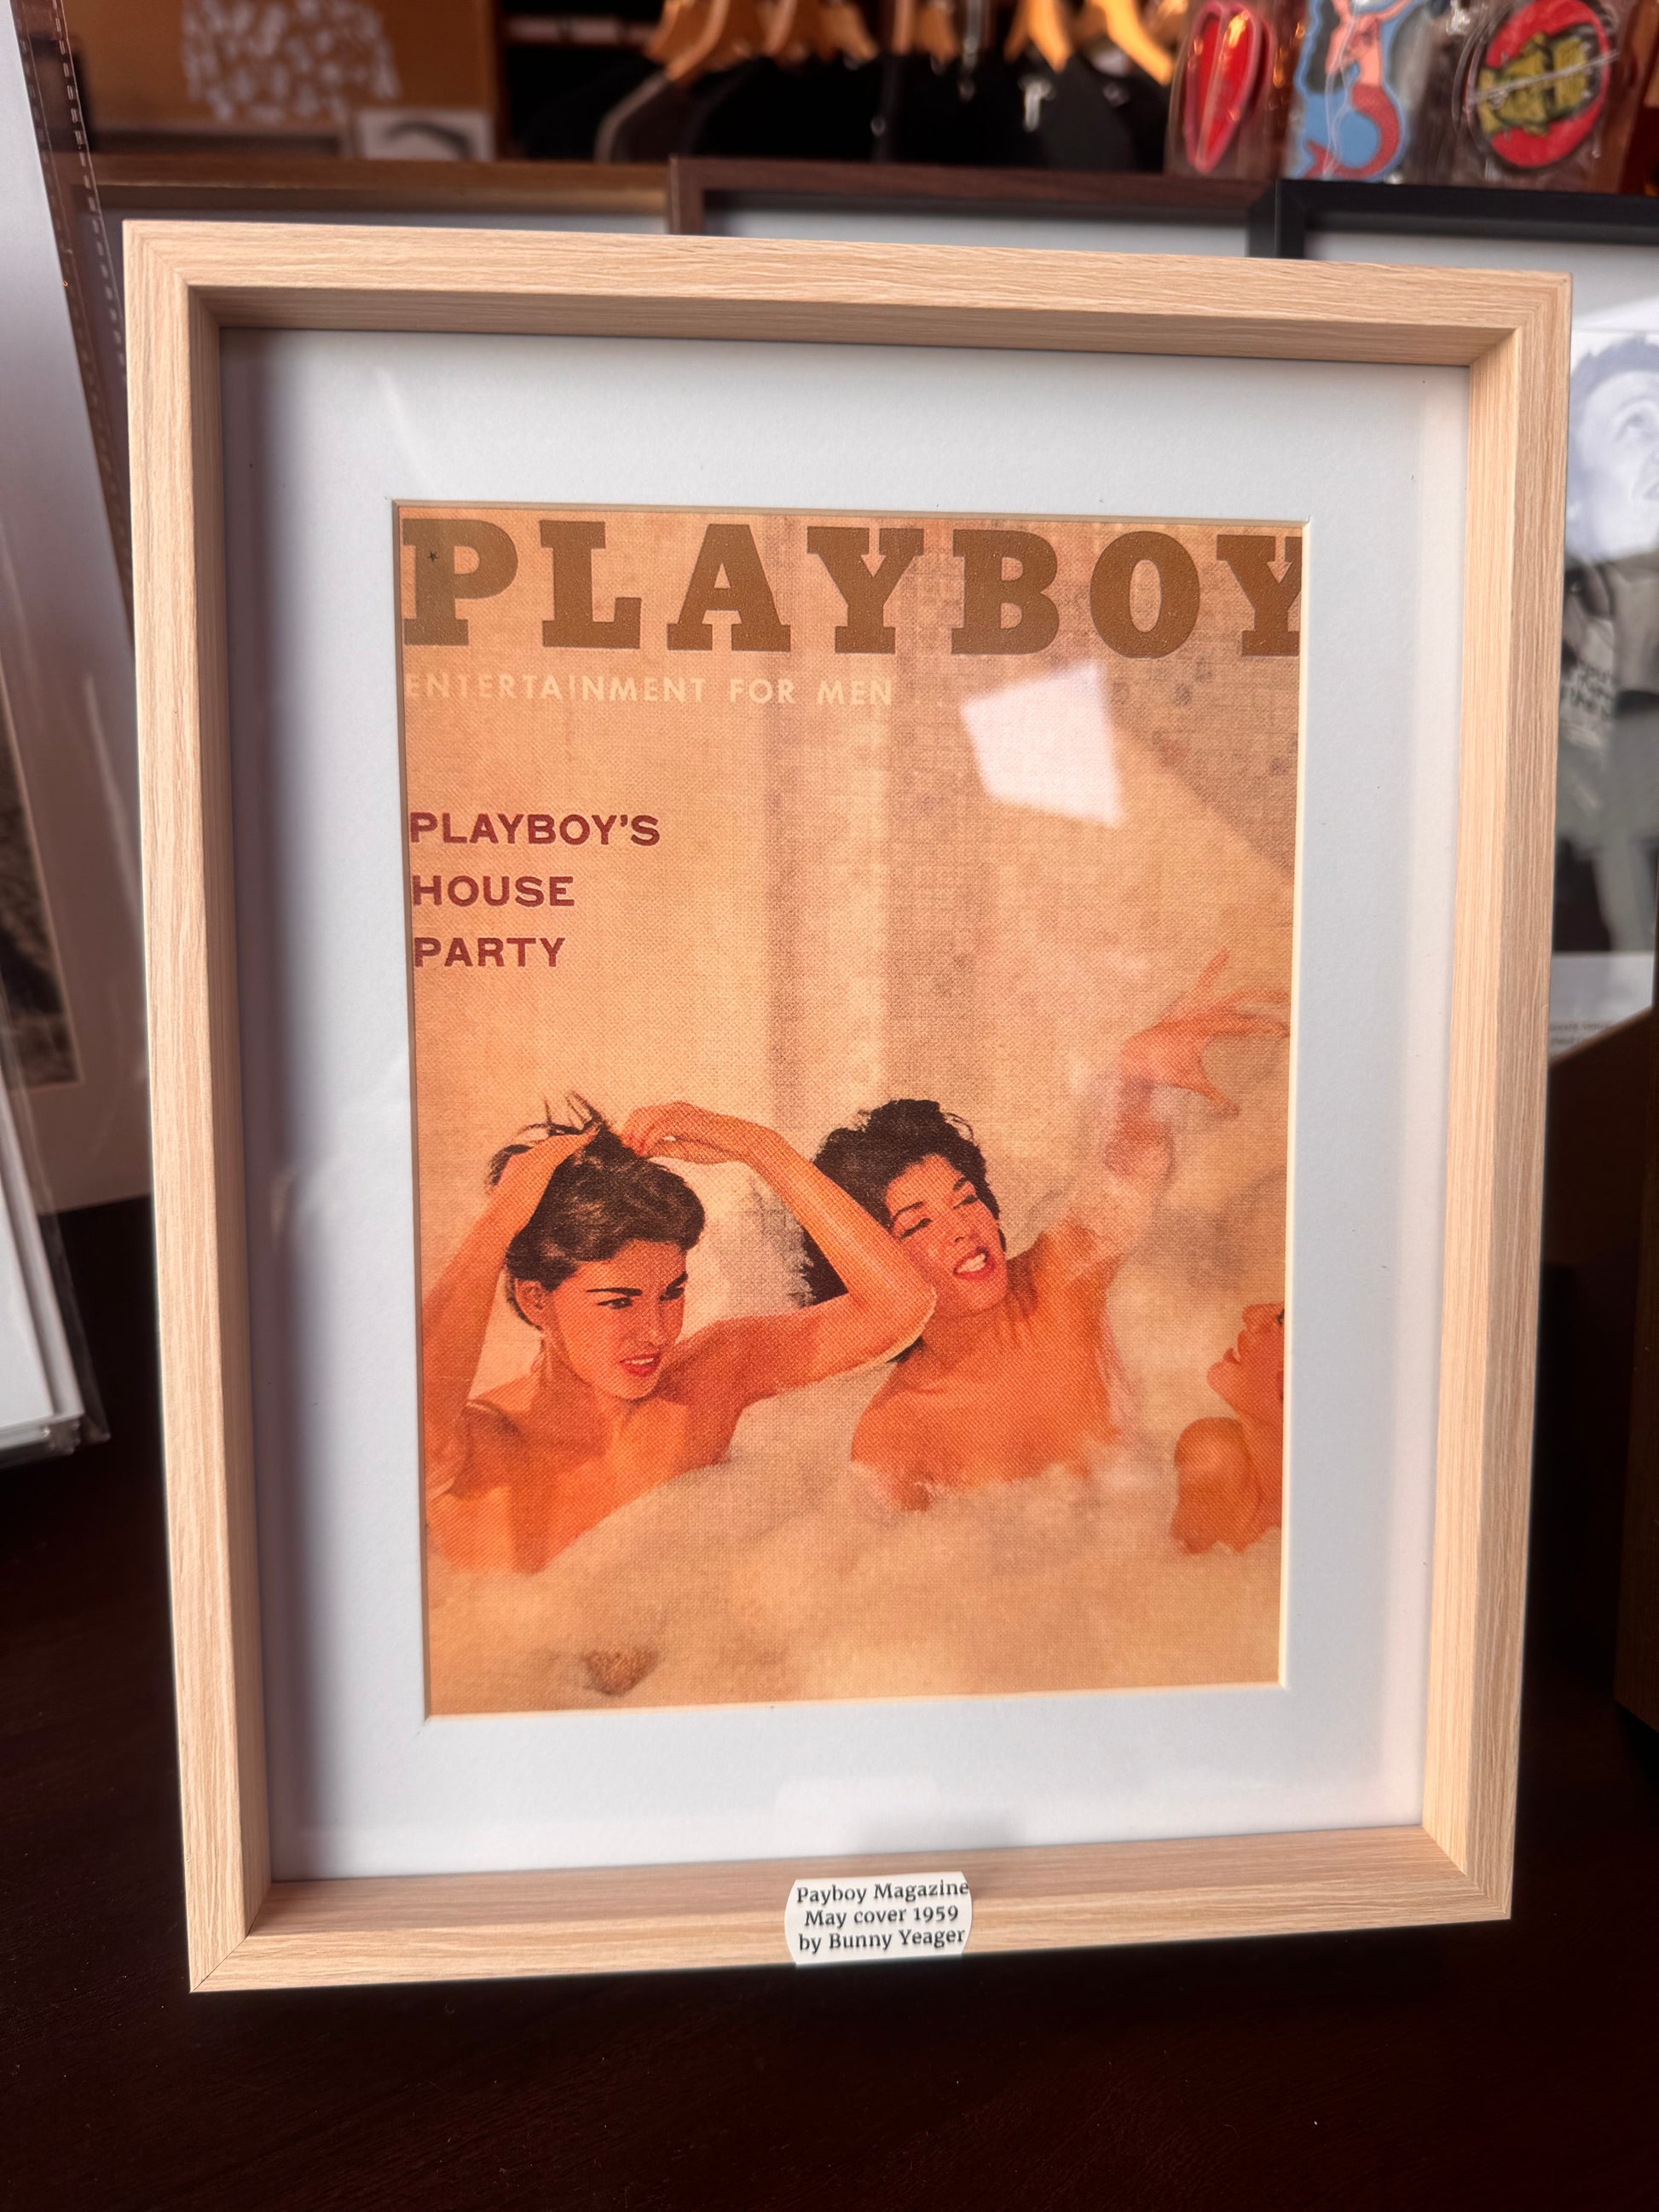 PLAYBOY
ENTERTAINMENT FOR MEN
PLAYBOY'S
HOUSE
PARTY
Payboy Magazine
May cover 1959
by Bunny Yeager